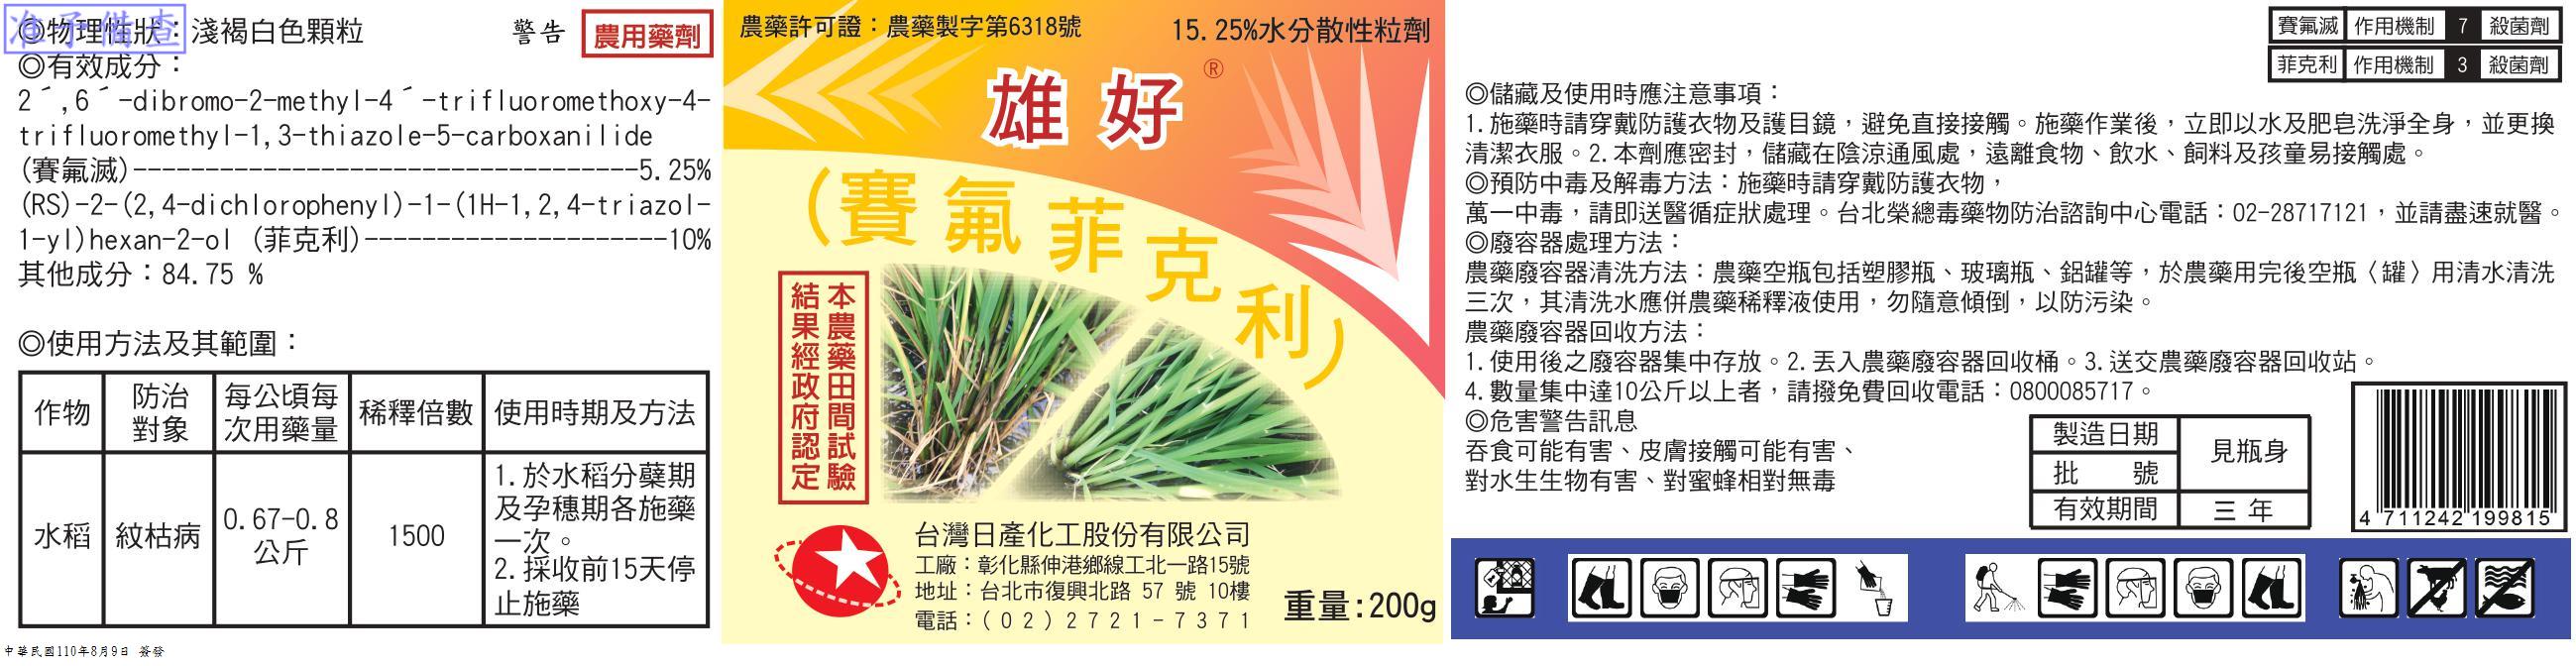 准予備查
◎物理性狀：淺褐白色顆粒
警告
農用藥劑
◎有效成分：
2´,6´-dibromo-2-methyl-4´-trifluoromethoxy-4-
trifluoromethyl-1,3-thiazole-5-carboxanilide
(賽氟滅)-----------------------------------5.25%
(RS)-2-(2,4-dichlorophenyl)-1-(1H-1,2,4-triazol-
1-yl)hexan-2-ol (菲克利)---------------------10%
其他成分：84.75 %
◎使用方法及其範圍：
作物 防治對象 每公頃每次用藥量 稀釋倍數 使用時期及方法
水稻 紋枯病 0.67-0.8公斤 1500
1.於水稻分蘗期
及孕穗期各施藥
一次。
2.採收前15天停
止施藥
中華民國110年8月9日 簽發
農藥許可證：農藥製字第6318號
15.25%水分散性粒劑
雄好®
(賽氟菲克利)
本農藥田間試驗
結果經政府認定
台灣日產化工股份有限公司
工廠：彰化縣伸港鄉線工北一路15號
地址：台北市復興北路 57 號 10樓
電話：(02)2721-7371
重量:200g
賽氟滅 作用機制 7 殺菌劑
菲克利 作用機制 3 殺菌劑
◎儲藏及使用時應注意事項：
1.施藥時請穿戴防護衣物及護目鏡，避免直接接觸。施藥作業後，立即以水及肥皂洗淨全身，並更換
清潔衣服。2.本劑應密封，儲藏在陰涼通風處，遠離食物、飲水、飼料及孩童易接觸處。
◎預防中毒及解毒方法：施藥時請穿戴防護衣物，
萬一中毒，請即送醫循症狀處理。台北榮總毒藥物防治諮詢中心電話：02-28717121，並請盡速就醫。
◎廢容器處理方法：
農藥廢容器清洗方法：農藥空瓶包括塑膠瓶、玻璃瓶、鋁罐等，於農藥用完後空瓶〈罐〉用清水清洗
三次，其清洗水應併農藥稀釋液使用，勿隨意傾倒，以防污染。
農藥廢容器回收方法：
1.使用後之廢容器集中存放。2.丟入農藥廢容器回收桶。3.送交農藥廢容器回收站。
4.數量集中達10公斤以上者，請撥免費回收電話：0800085717。
◎危害警告訊息
吞食可能有害、皮膚接觸可能有害、
對水生生物有害、對蜜蜂相對無毒
製造日期 見瓶身
批 號
有效期間 三 年
4 711242 199815